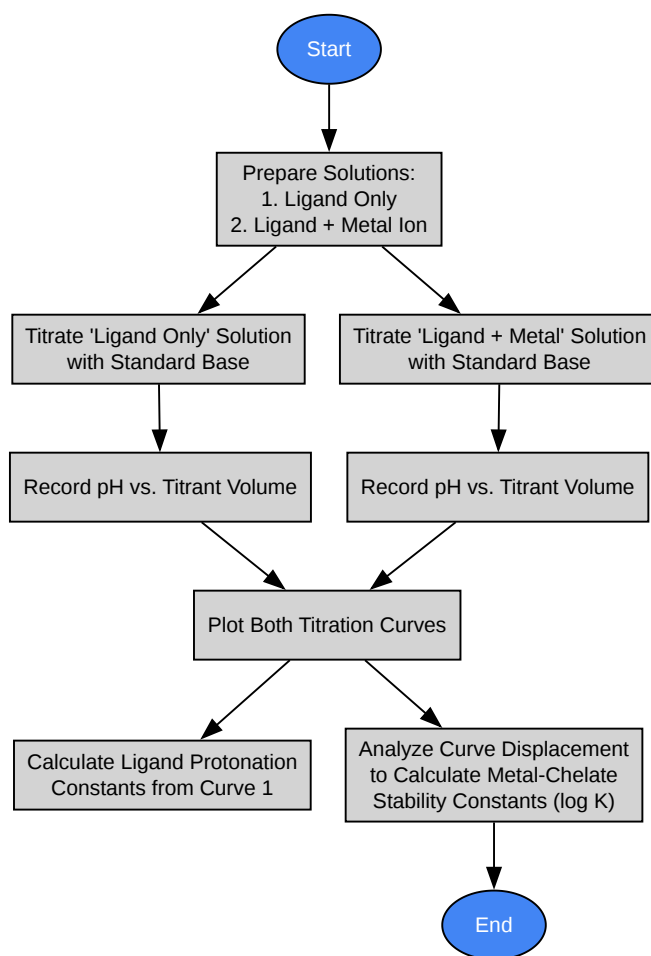 Start
Prepare Solutions:
1. Ligand Only
2. Ligand + Metal Ion
Titrate 'Ligand Only' Solution
with Standard Base
Titrate 'Ligand + Metal' Solution
with Standard Base
Record pH vs. Titrant Volume
Record pH vs. Titrant Volume
Plot Both Titration Curves
Calculate Ligand Protonation
Constants from Curve 1
Analyze Curve Displacement
to Calculate Metal-Chelate
Stability Constants (log K)
End